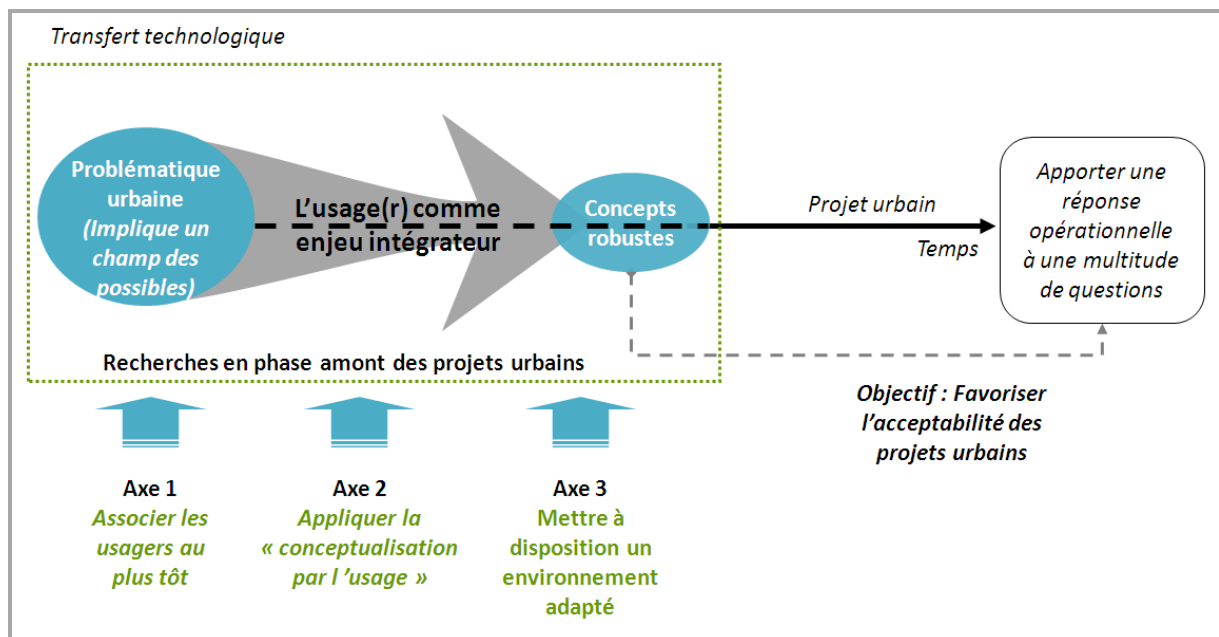 Transfert technologique
Problématique
urbaine
(Implique un
champ des
possibles)
L'usage(r) comme
enjeu intégrateur
Concepts
robustes
Projet urbain
Temps
Apporter une
réponse
opérationnelle
à une multitude
de questions
Recherches en phase amont des projets urbains
Objectif : Favoriser
l'acceptabilité des
projets urbains
Axe 1
Associer les
usagers au
plus tôt
Axe 2
Appliquer la
« conceptualisation
par l 'usage »
Axe 3
Mettre à
disposition un
environnement
adapté